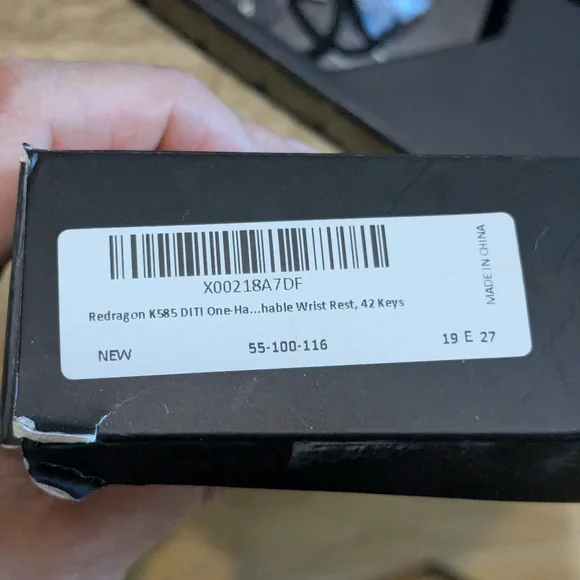 X00218A7DF
Redragon K585 DITI One-Ha...hable Wrist Rest, 42 Keys
NEW
55-100-116
19 E 27
MADE IN CHINA